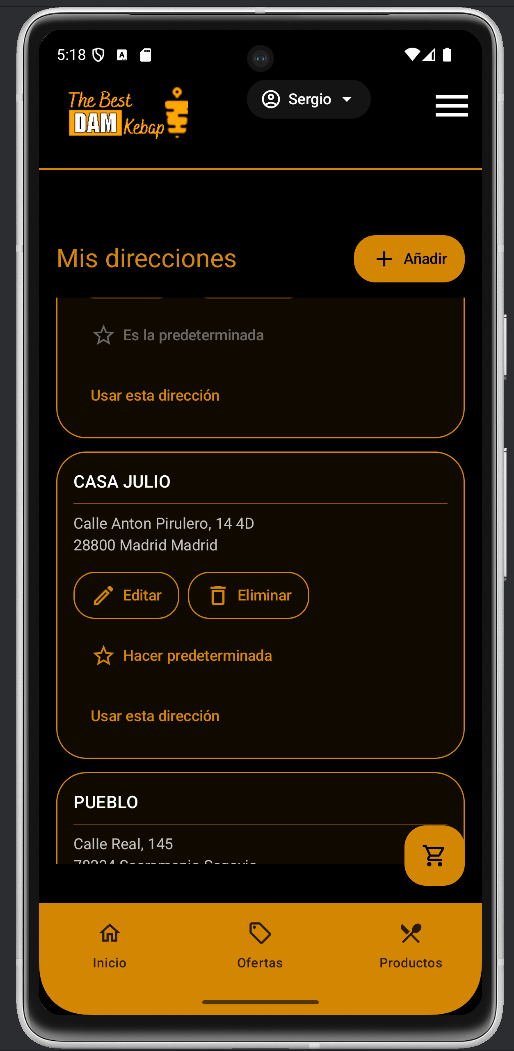 5:18
The Best
DAM Kebap
Sergio
Mis direcciones
Añadir
Es la predeterminada
Usar esta dirección
CASA JULIO
Calle Anton Pirulero, 14 4D
28800 Madrid Madrid
Editar
Eliminar
Hacer predeterminada
Usar esta dirección
PUEBLO
Calle Real, 145
Inicio
Ofertas
Productos